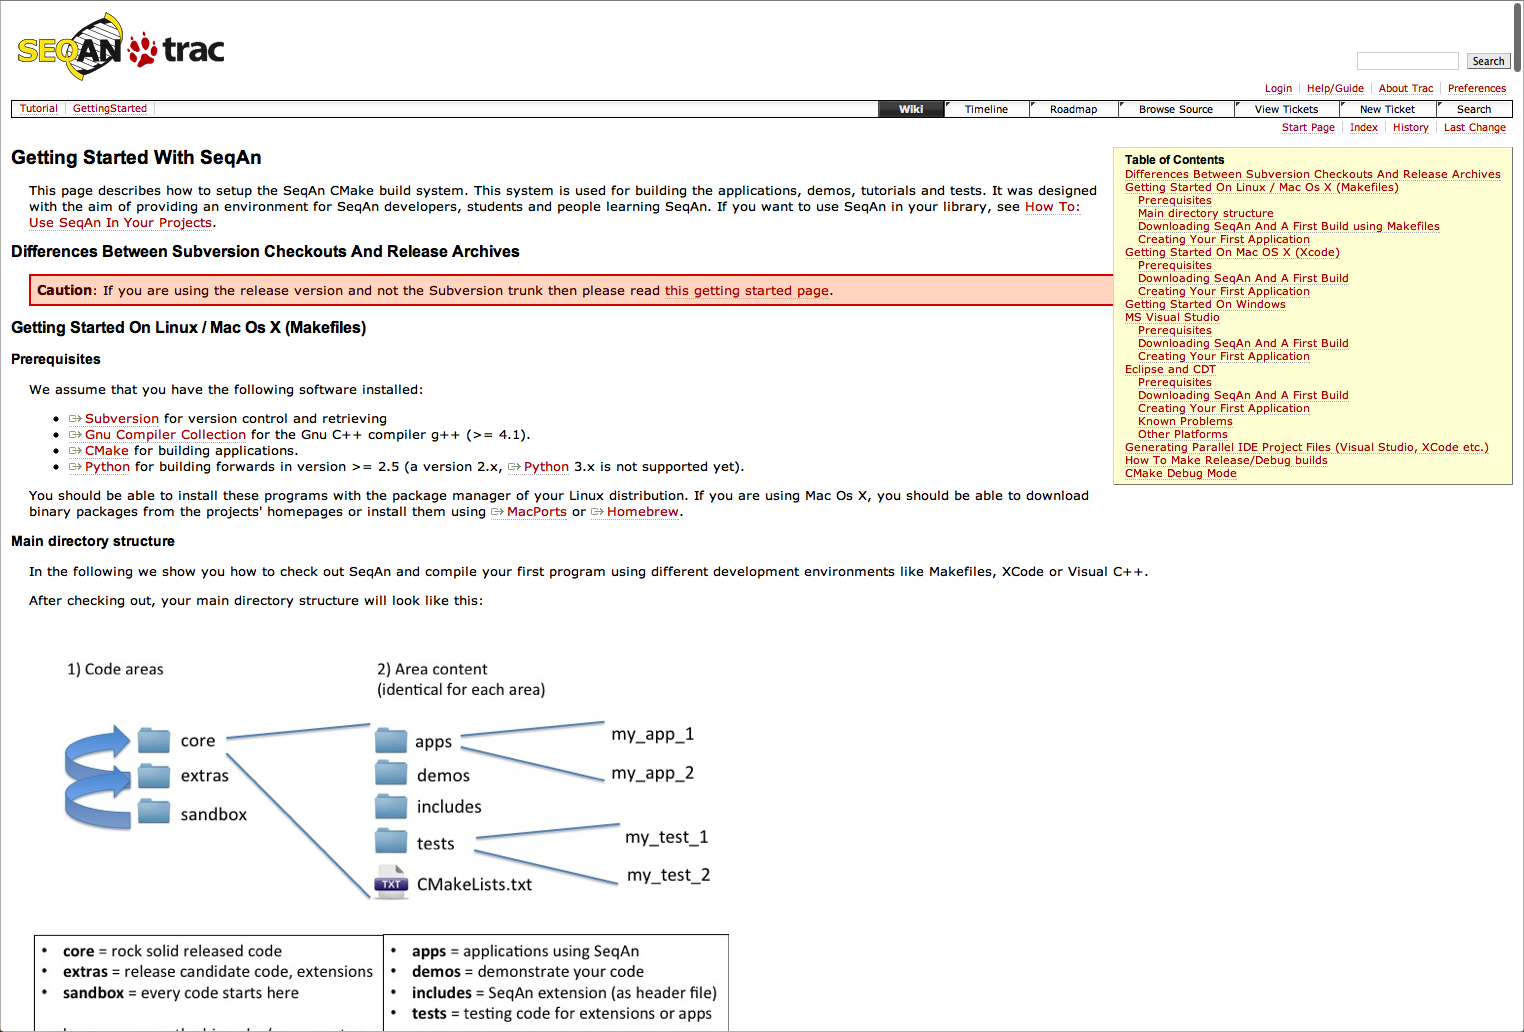 SEQAN trac
Search
Login Help/Guide About Trac Preferences
Tutorial GettingStarted Wiki Timeline Roadmap Browse Source View Tickets New Ticket Search
Start Page Index History Last Change
Getting Started With SeqAn
This page describes how to setup the SeqAn CMake build system. This system is used for building the applications, demos, tutorials and tests. It was designed
with the aim of providing an environment for SeqAn developers, students and people learning SeqAn. If you want to use SeqAn in your library, see How To:
Use SeqAn In Your Projects.
Differences Between Subversion Checkouts And Release Archives
Caution: If you are using the release version and not the Subversion trunk then please read this getting started page.
Getting Started On Linux / Mac Os X (Makefiles)
Prerequisites
We assume that you have the following software installed:
• Subversion for version control and retrieving
• Gnu Compiler Collection for the Gnu C++ compiler g++ (>= 4.1).
• CMake for building applications.
• Python for building forwards in version >= 2.5 (a version 2.x, Python 3.x is not supported yet).
You should be able to install these programs with the package manager of your Linux distribution. If you are using Mac Os X, you should be able to download
binary packages from the projects' homepages or install them using MacPorts or Homebrew.
Main directory structure
In the following we show you how to check out SeqAn and compile your first program using different development environments like Makefiles, XCode or Visual C++.
After checking out, your main directory structure will look like this:
Table of Contents
Differences Between Subversion Checkouts And Release Archives
Getting Started On Linux / Mac Os X (Makefiles)
Prerequisites
Main directory structure
Downloading SeqAn And A First Build using Makefiles
Creating Your First Application
Getting Started On Mac OS X (Xcode)
Prerequisites
Downloading SeqAn And A First Build
Creating Your First Application
Getting Started On Windows
MS Visual Studio
Prerequisites
Downloading SeqAn And A First Build
Creating Your First Application
Eclipse and CDT
Prerequisites
Downloading SeqAn And A First Build
Creating Your First Application
Known Problems
Other Platforms
Generating Parallel IDE Project Files (Visual Studio, XCode etc.)
How To Make Release/Debug builds
CMake Debug Mode
1) Code areas
core
extras
sandbox
2) Area content
(identical for each area)
apps
demos
includes
tests
TXT CMakeLists.txt
my_app_1
my_app_2
my_test_1
my_test_2
• core = rock solid released code
• extras = release candidate code, extensions
• sandbox = every code starts here
• apps = applications using SeqAn
• demos = demonstrate your code
• includes = SeqAn extension (as header file)
• tests = testing code for extensions or apps